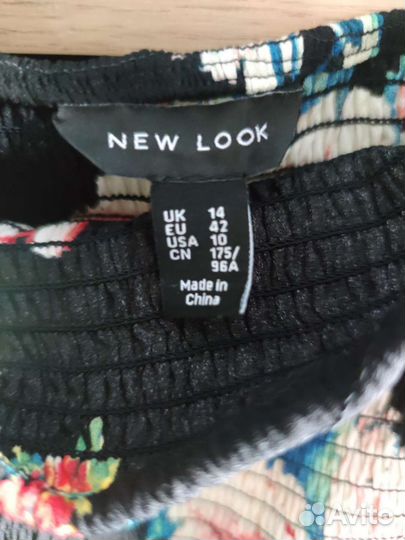 NEW LOOK
UK 14
EU 42
USA 10
CN 175/
96A
Made in
China
Avito